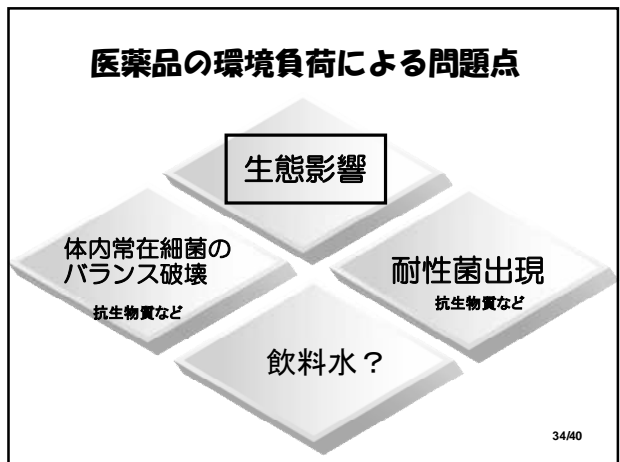 医薬品の環境負荷による問題点
生態影響
体内常在細菌の
バランス破壊
抗生物質など
耐性菌出現
抗生物質など
飲料水？
34/40